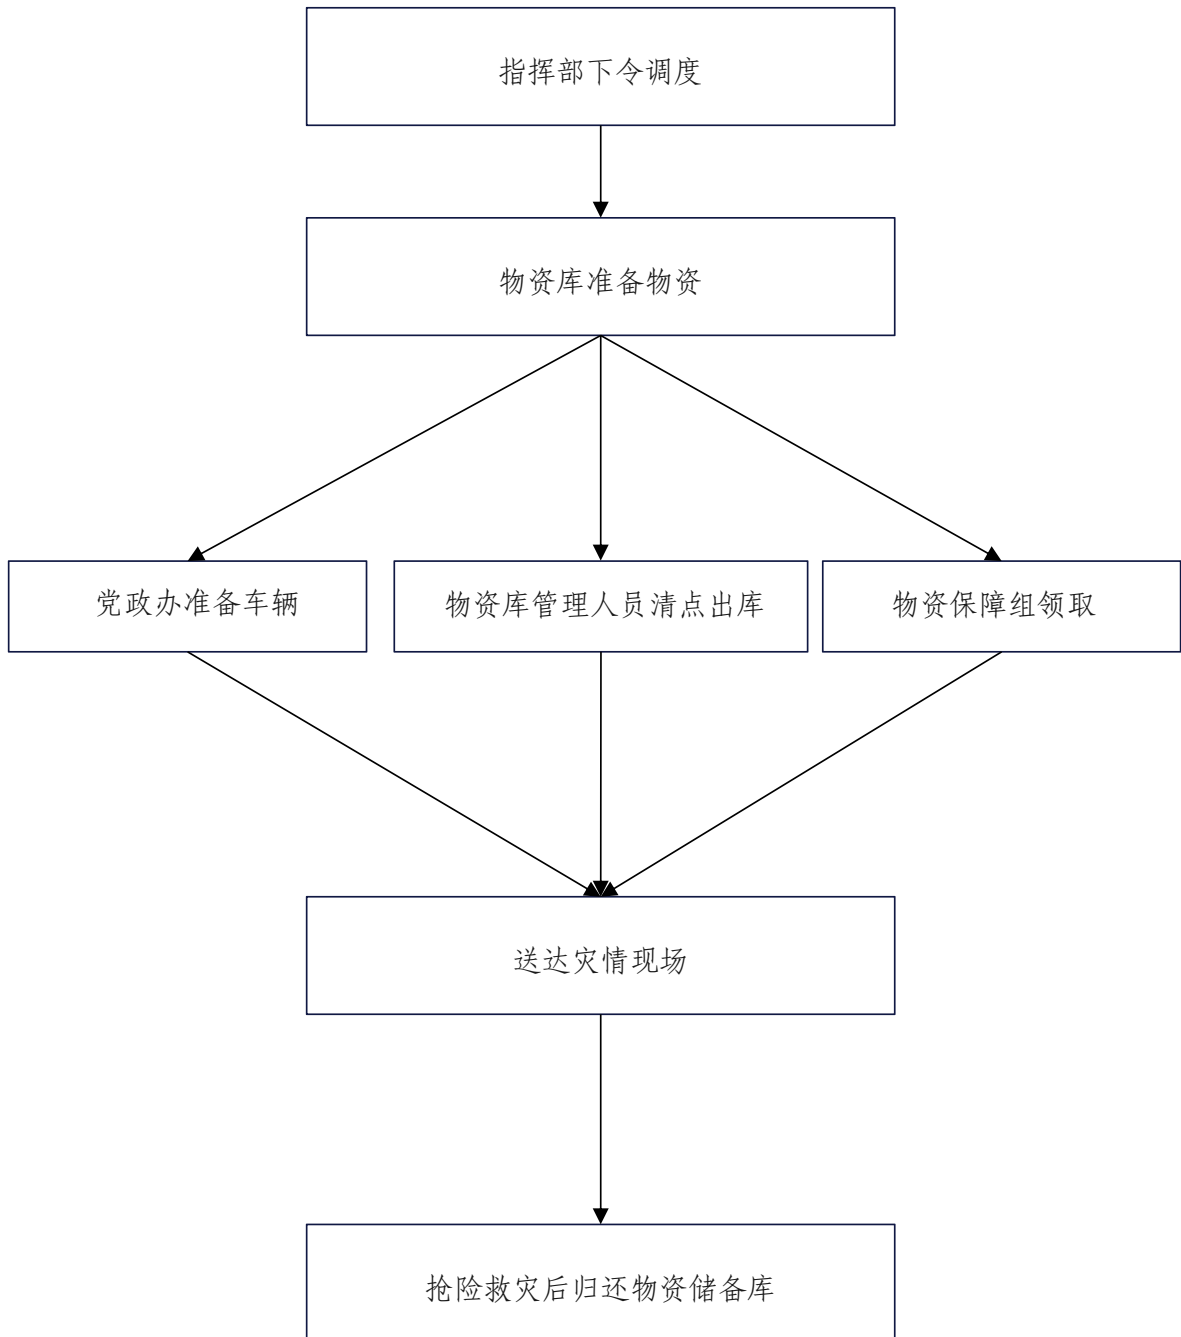 指挥部下令调度
物资库准备物资
党政办准备车辆
物资库管理人员清点出库
物资保障组领取
送达灾情现场
抢险救灾后归还物资储备库